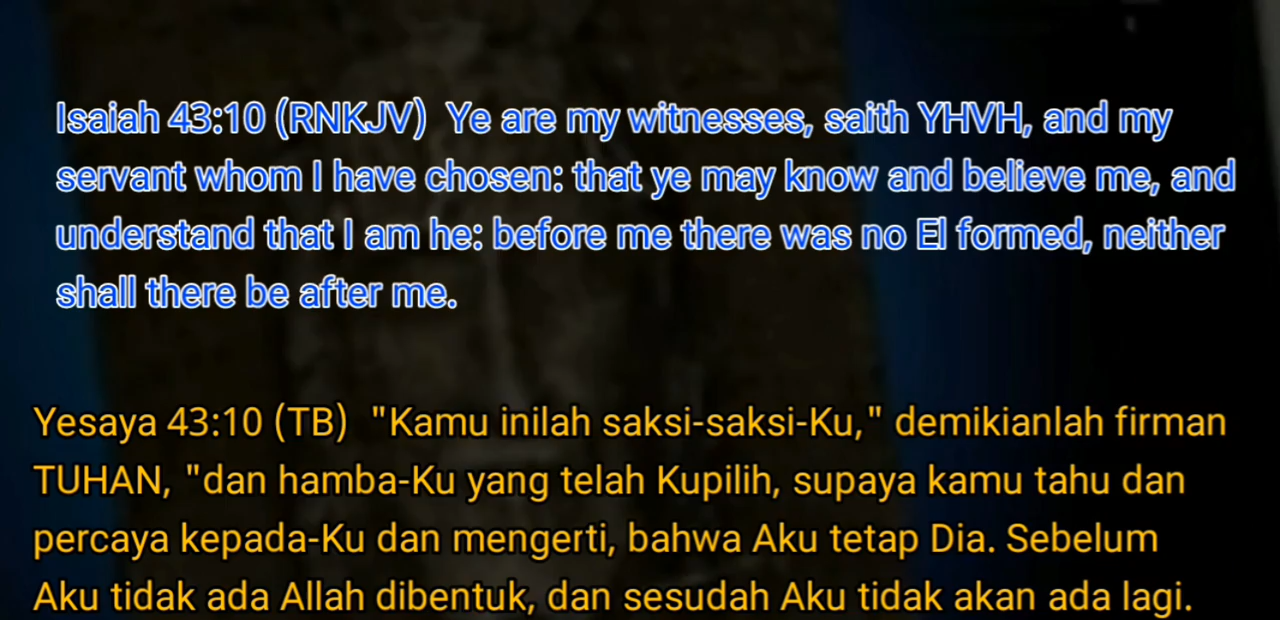 Isaiah 43:10 (RNKJV) Ye are my witnesses, saith YHVH, and my
servant whom I have chosen: that ye may know and believe me, and
understand that I am he: before me there was no El formed, neither
shall there be after me.
Yesaya 43:10 (TB) "Kamu inilah saksi-saksi-Ku," demikianlah firman
TUHAN, "dan hamba-Ku yang telah Kupilih, supaya kamu tahu dan
percaya kepada-Ku dan mengerti, bahwa Aku tetap Dia. Sebelum
Aku tidak ada Allah dibentuk, dan sesudah Aku tidak akan ada lagi.